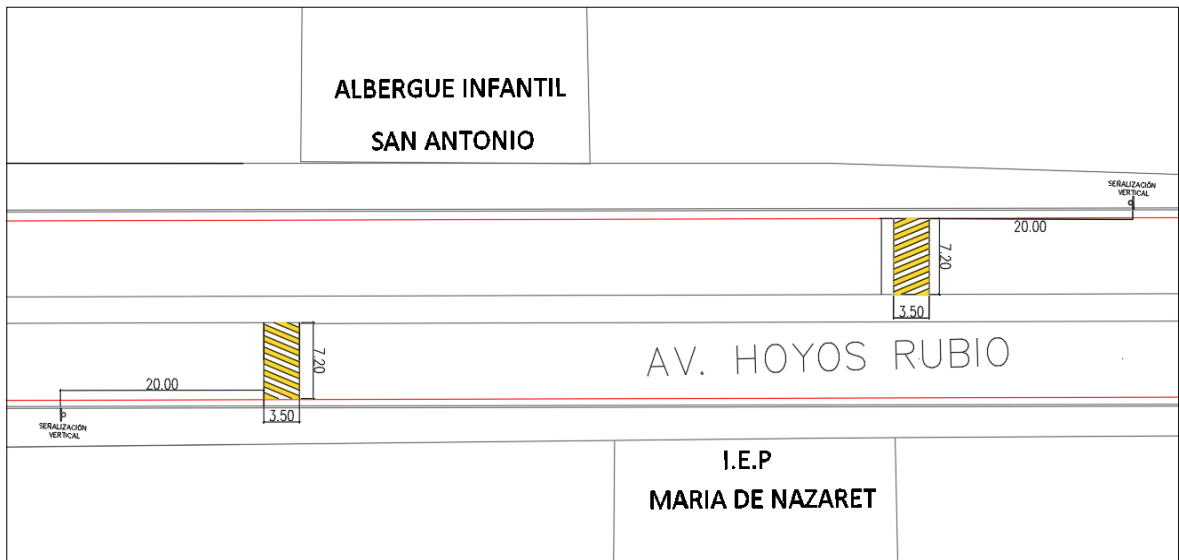 ALBERGUE INFANTIL
SAN ANTONIO
SEÑALIZACIÓN
VERTICAL
20.00
7.20
3.50
7.20
AV. HOYOS RUBIO
20.00
3.50
SEÑALIZACIÓN
VERTICAL
I.E.P
MARIA DE NAZARET